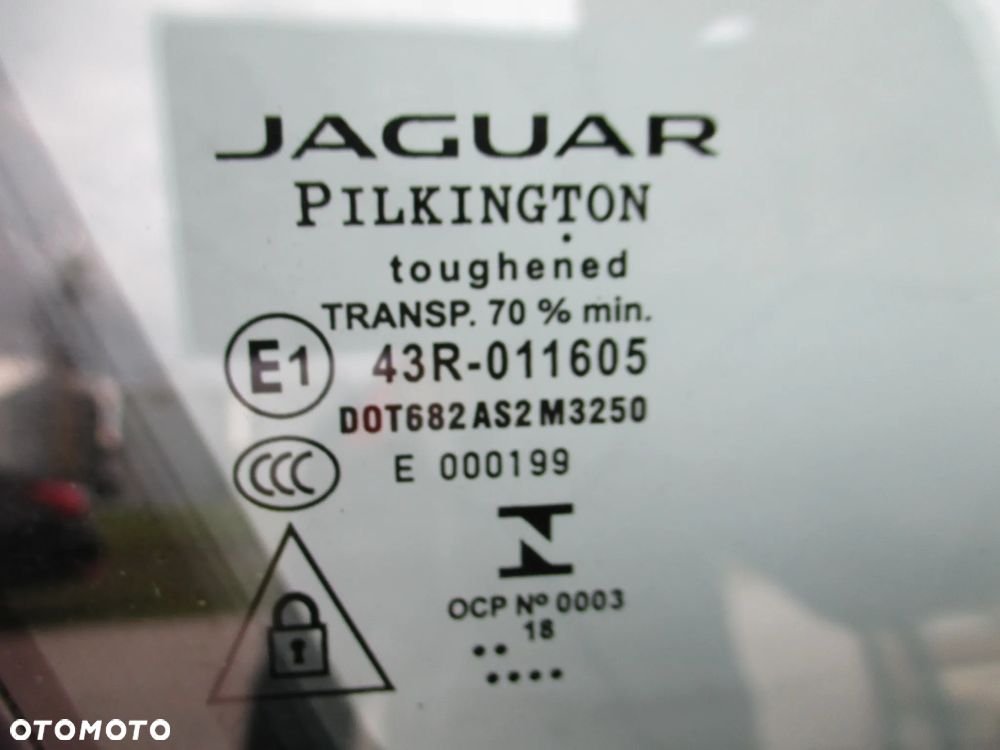 JAGUAR
PILKINGTON
toughened
TRANSP. 70 % min.
E1 43R-011605
DOT682 AS2 M3250
CCC E 000199
OCP Nº 0003
18
OTOMOTO